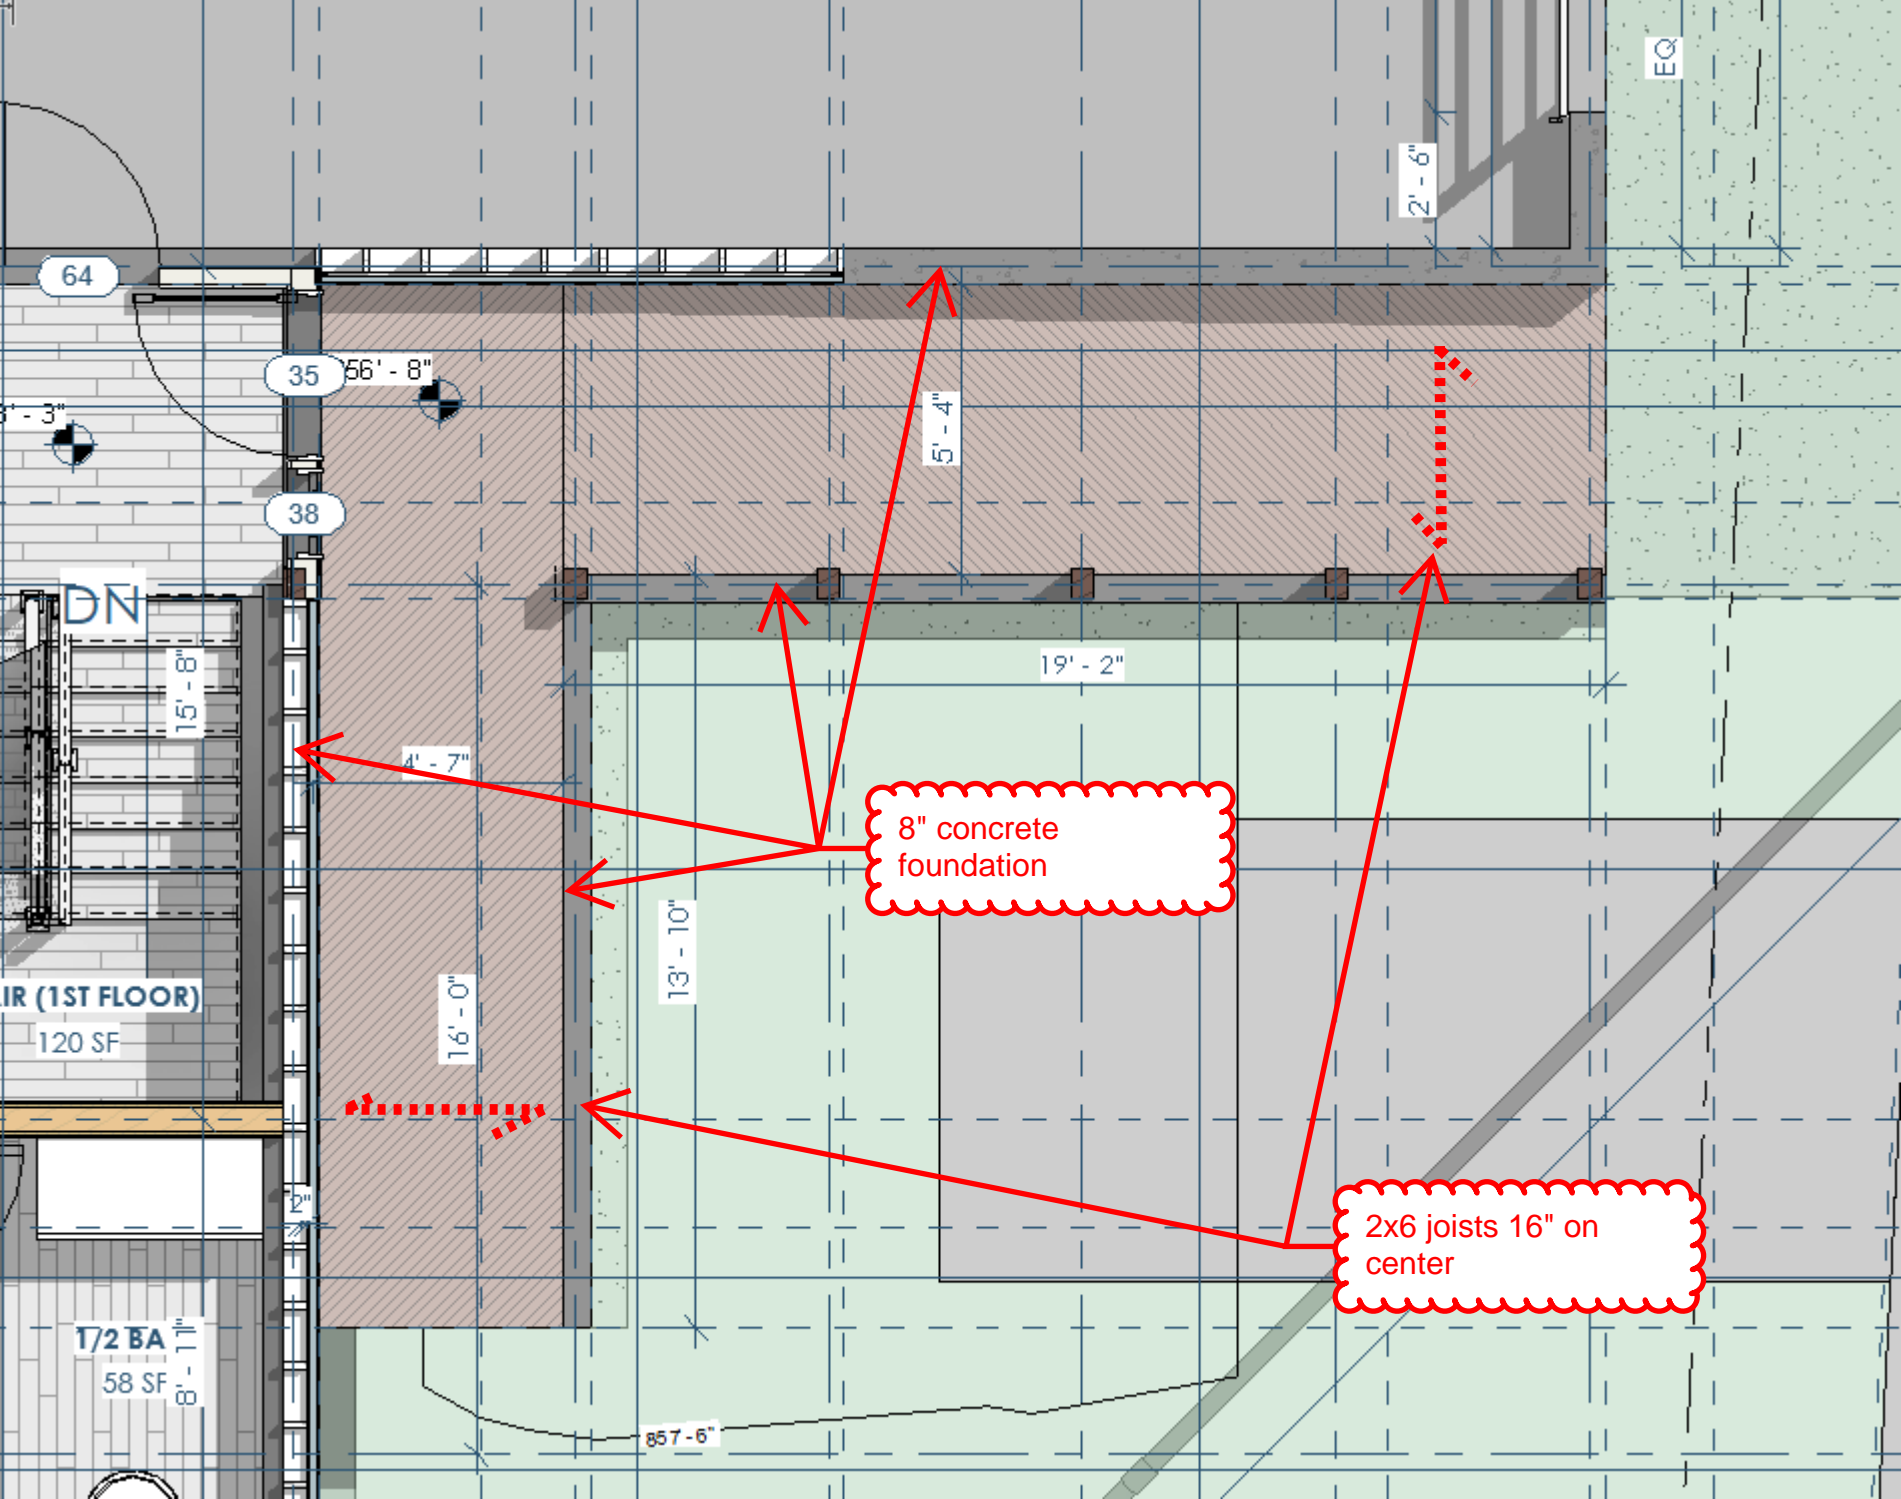 EQ
2' - 6"
64
35
56' - 8"
' - 3"
5' - 4"
38
DN
15' - 8"
19' - 2"
4' - 7"
8" concrete
foundation
13' - 10"
16' - 0"
IR (1ST FLOOR)
120 SF
2"
2x6 joists 16" on
center
1/2 BA
58 SF
8' - 11"
857'-6"